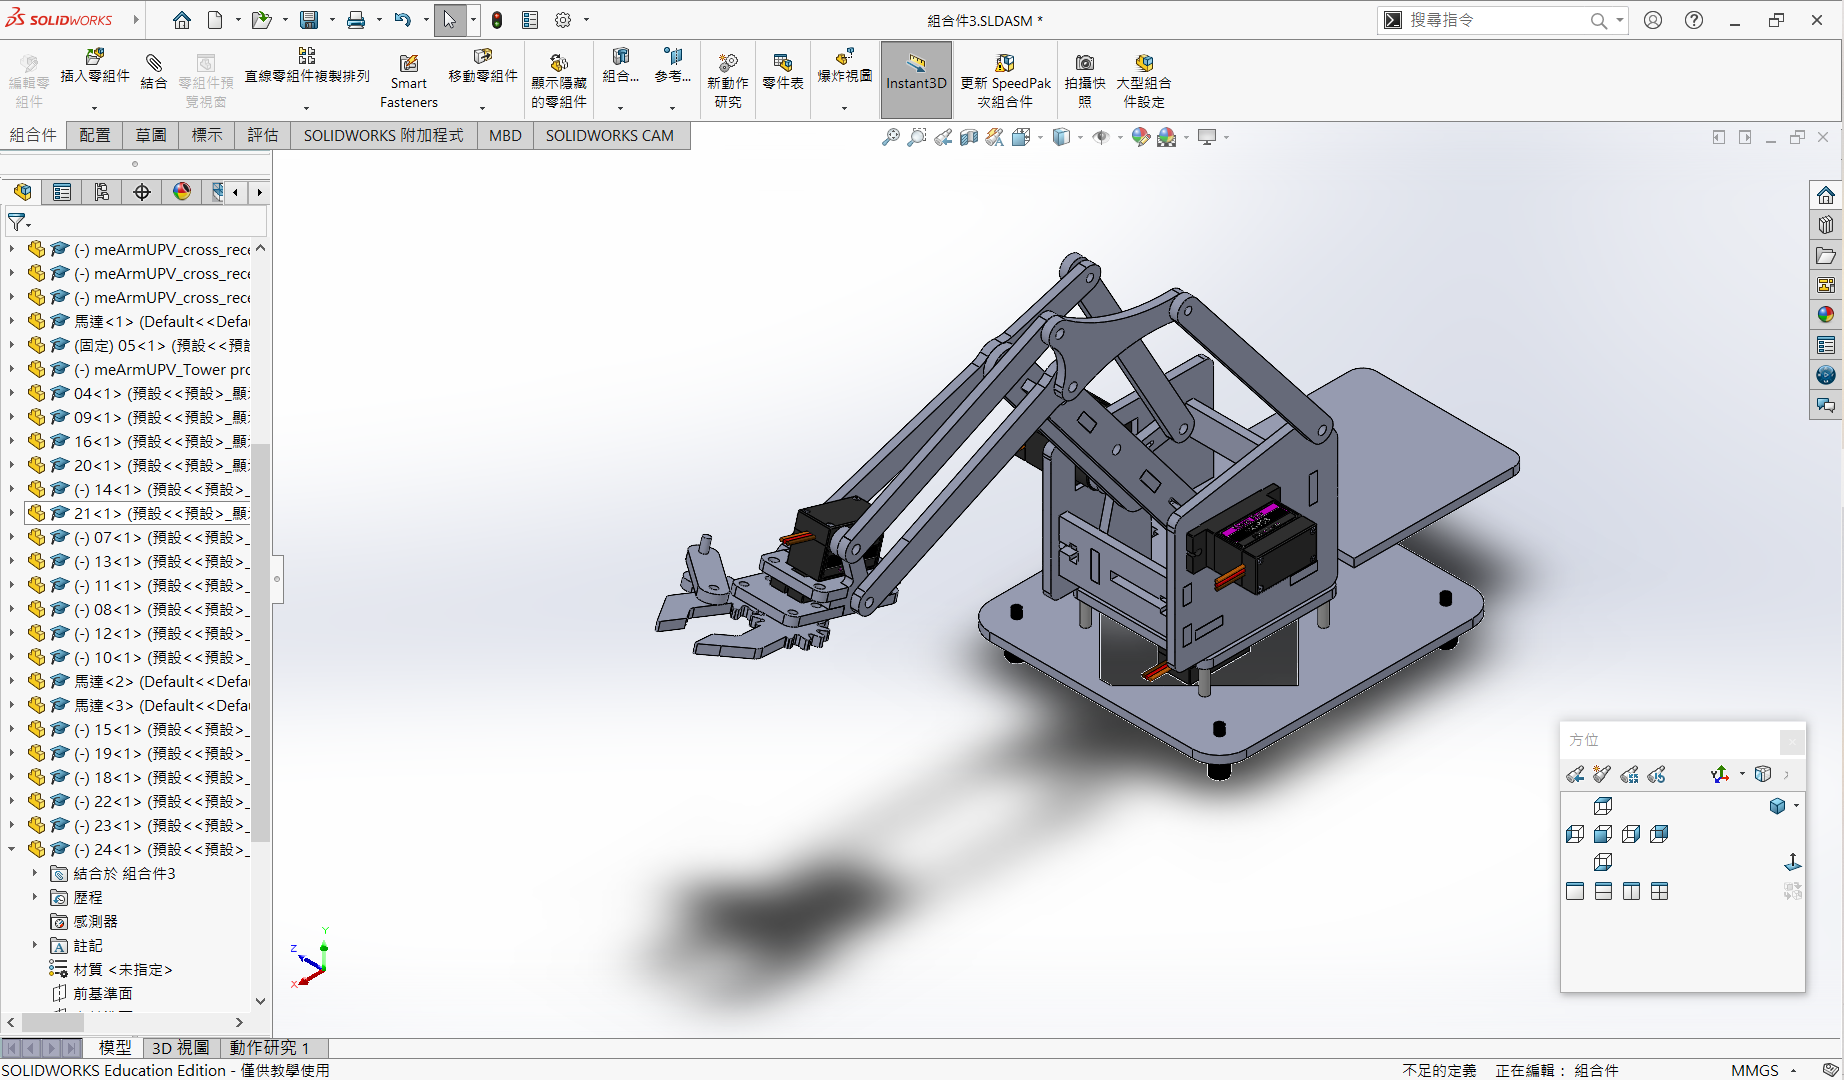 SOLIDWORKS
組合件3.SLDASM *
搜尋指令
編輯零組件
插入零組件
結合
零組件預覽視窗
直線零組件複製排列
Smart Fasteners
移動零組件
顯示隱藏的零組件
組合...
參考...
新動作研究
零件表
爆炸視圖
Instant3D
更新 SpeedPak 次組合件
拍攝快照
大型組合件設定
組合件
配置
草圖
標示
評估
SOLIDWORKS 附加程式
MBD
SOLIDWORKS CAM
(-) meArmUPV_cross_rece
(-) meArmUPV_cross_rece
(-) meArmUPV_cross_rece
馬達<1> (Default<<Defau
(固定) 05<1> (預設<<預設
(-) meArmUPV_Tower pro
04<1> (預設<<預設>_顯示
09<1> (預設<<預設>_顯示
16<1> (預設<<預設>_顯示
20<1> (預設<<預設>_顯示
(-) 14<1> (預設<<預設>_
21<1> (預設<<預設>_顯示
(-) 07<1> (預設<<預設>_
(-) 13<1> (預設<<預設>_
(-) 11<1> (預設<<預設>_
(-) 08<1> (預設<<預設>_
(-) 12<1> (預設<<預設>_
(-) 10<1> (預設<<預設>_
馬達<2> (Default<<Defau
馬達<3> (Default<<Defau
(-) 15<1> (預設<<預設>_
(-) 19<1> (預設<<預設>_
(-) 18<1> (預設<<預設>_
(-) 22<1> (預設<<預設>_
(-) 23<1> (預設<<預設>_
(-) 24<1> (預設<<預設>_
結合於 組合件3
歷程
感測器
註記
材質 <未指定>
前基準面
Y
Z
X
方位
模型
3D 視圖
動作研究 1
SOLIDWORKS Education Edition - 僅供教學使用
不足的定義
正在編輯： 組合件
MMGS